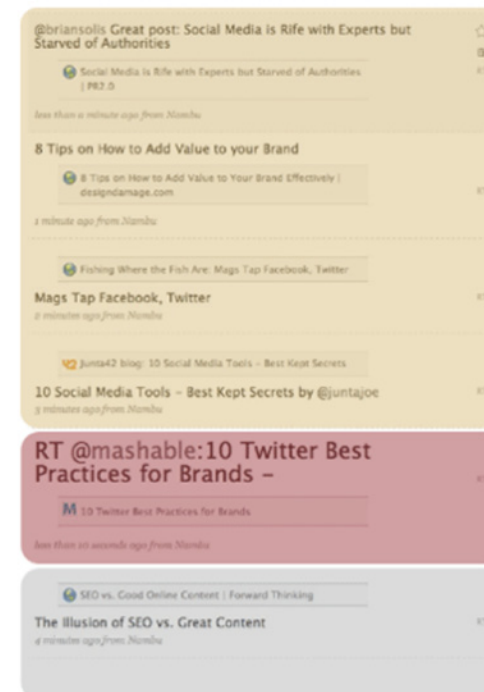 @briansolis Great post: Social Media is Rife with Experts but
Starved of Authorities
Social Media is Rife with Experts but Starved of Authorities
| PR2.0
less than a minute ago from Nambu
8 Tips on How to Add Value to your Brand
8 Tips on How to Add Value to Your Brand Effectively |
designdamage.com
1 minute ago from Nambu
Fishing Where the Fish Are: Mags Tap Facebook, Twitter
Mags Tap Facebook, Twitter
2 minutes ago from Nambu
Junta42 blog: 10 Social Media Tools – Best Kept Secrets
10 Social Media Tools – Best Kept Secrets by @juntajoe
3 minutes ago from Nambu
RT @mashable:10 Twitter Best
Practices for Brands –
M 10 Twitter Best Practices for Brands
less than 10 seconds ago from Nambu
SEO vs. Good Online Content | Forward Thinking
The Illusion of SEO vs. Great Content
4 minutes ago from Nambu